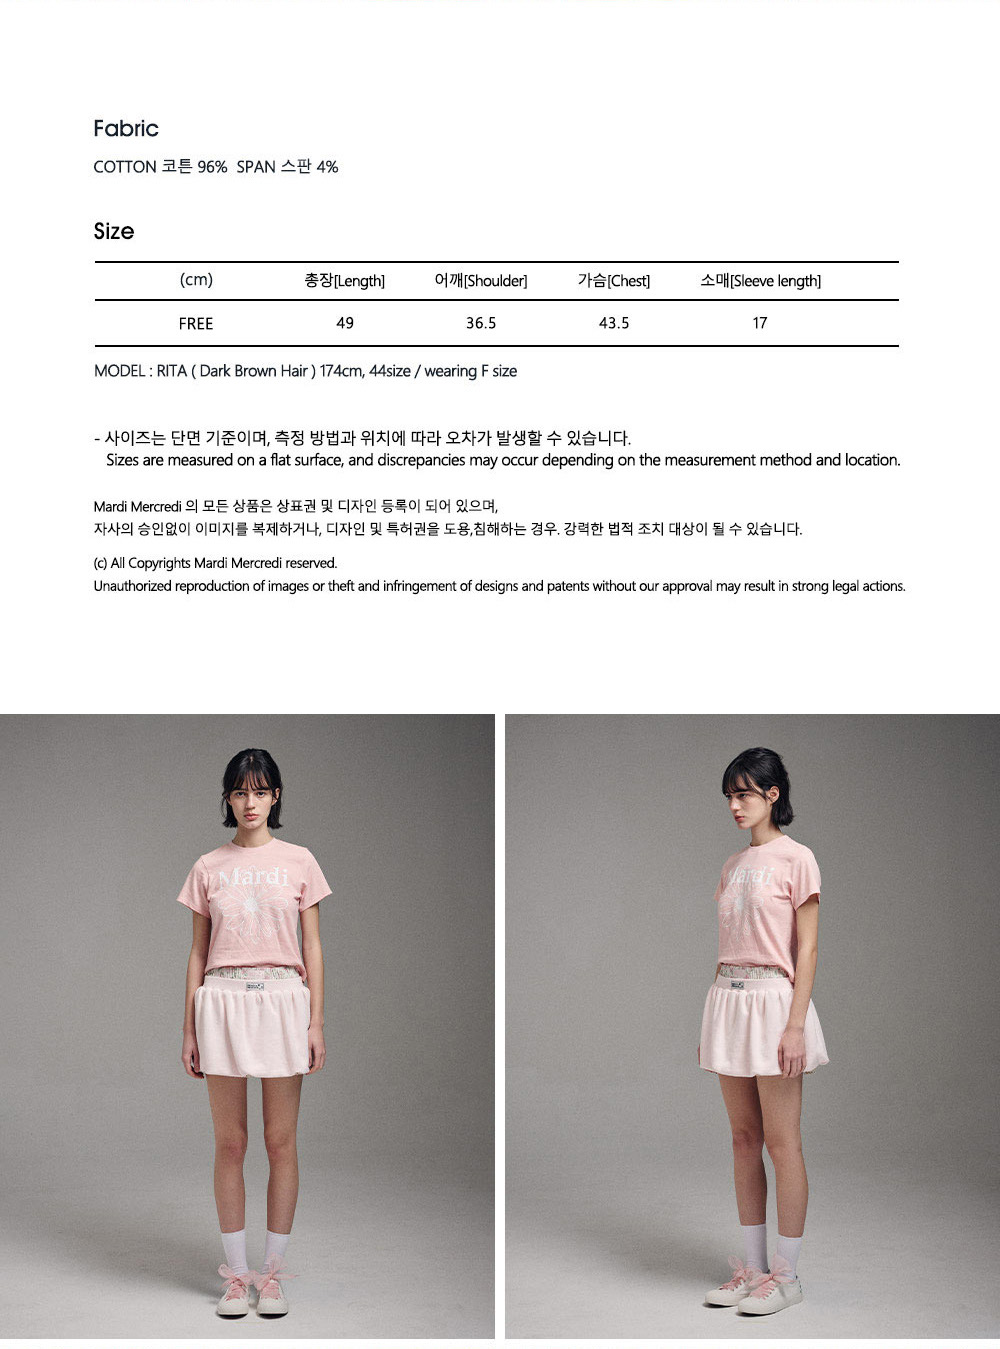 Fabric
COTTON 코튼 96%  SPAN 스판 4%
Size
(cm) 총장[Length] 어깨[Shoulder] 가슴[Chest] 소매[Sleeve length]
FREE 49 36.5 43.5 17
MODEL : RITA ( Dark Brown Hair ) 174cm, 44size / wearing F size
- 사이즈는 단면 기준이며, 측정 방법과 위치에 따라 오차가 발생할 수 있습니다.
Sizes are measured on a flat surface, and discrepancies may occur depending on the measurement method and location.
Mardi Mercredi 의 모든 상품은 상표권 및 디자인 등록이 되어 있으며,
자사의 승인없이 이미지를 복제하거나, 디자인 및 특허권을 도용,침해하는 경우. 강력한 법적 조치 대상이 될 수 있습니다.
(c) All Copyrights Mardi Mercredi reserved.
Unauthorized reproduction of images or theft and infringement of designs and patents without our approval may result in strong legal actions.
Mardi
Mardi